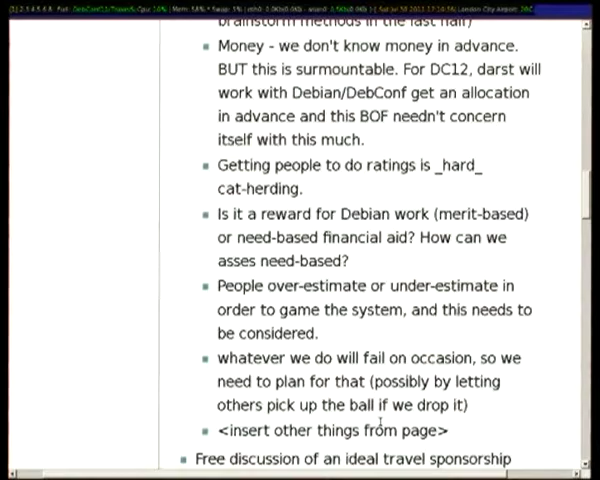 brainstorm methods in the last half)
Money - we don't know money in advance.
BUT this is surmountable. For DC12, darst will
work with Debian/DebConf get an allocation
in advance and this BOF needn't concern
itself with this much.
Getting people to do ratings is _hard_
cat-herding.
Is it a reward for Debian work (merit-based)
or need-based financial aid? How can we
asses need-based?
People over-estimate or under-estimate in
order to game the system, and this needs to
be considered.
whatever we do will fail on occasion, so we
need to plan for that (possibly by letting
others pick up the ball if we drop it)
<insert other things from page>
Free discussion of an ideal travel sponsorship